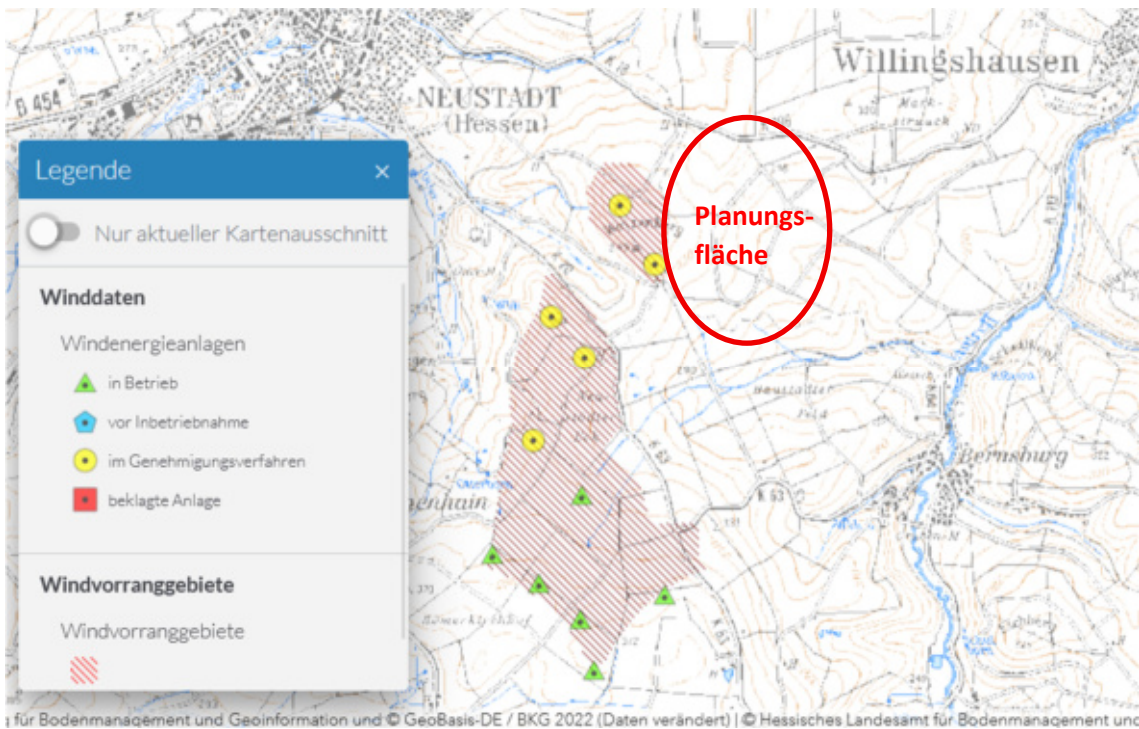 Willingshausen
B 454
NEUSTADT
(Hessen)
Legende ×
Nur aktueller Kartenausschnitt
Planungs-
fläche
Winddaten
Windenergieanlagen
in Betrieb
vor Inbetriebnahme
im Genehmigungsverfahren
beklagte Anlage
K 63
Bernsburg
K 63
Windvorranggebiete
Windvorranggebiete
g für Bodenmanagement und Geoinformation und © GeoBasis-DE / BKG 2022 (Daten verändert) | © Hessisches Landesamt für Bodenmanagement und